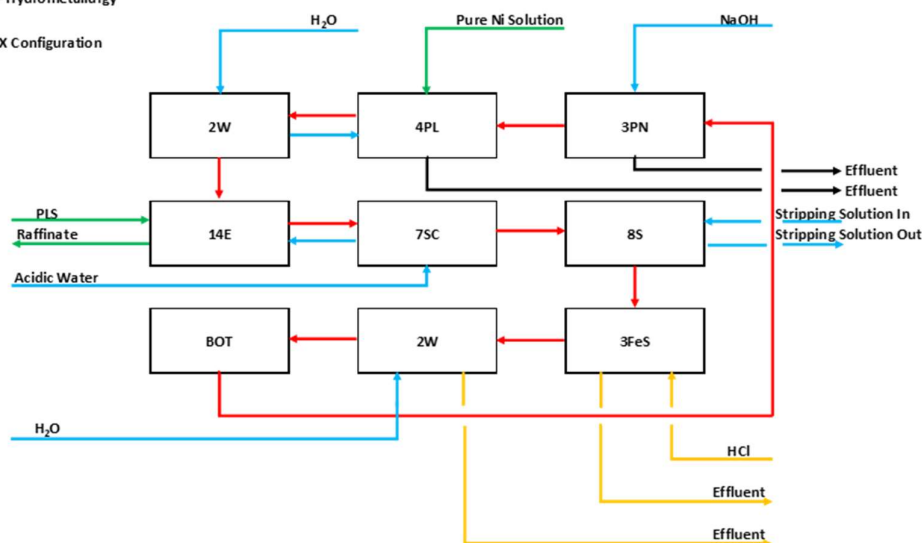 Hydrometallurgy
X Configuration
H₂O
Pure Ni Solution
NaOH
2W
4PL
3PN
Effluent
Effluent
PLS
Raffinate
14E
7SC
8S
Stripping Solution In
Stripping Solution Out
Acidic Water
BOT
2W
3FeS
H₂O
HCl
Effluent
Effluent